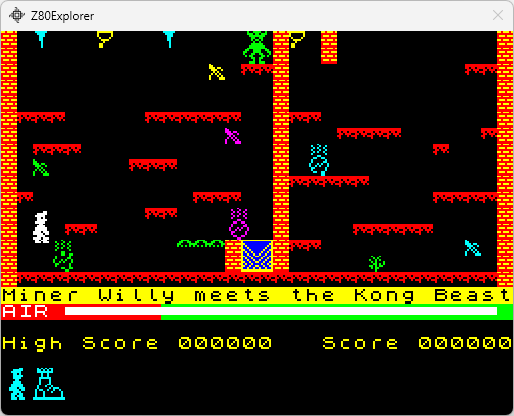 Z80Explorer
Miner Willy meets the Kong Beast
AIR
High Score 000000 Score 000000